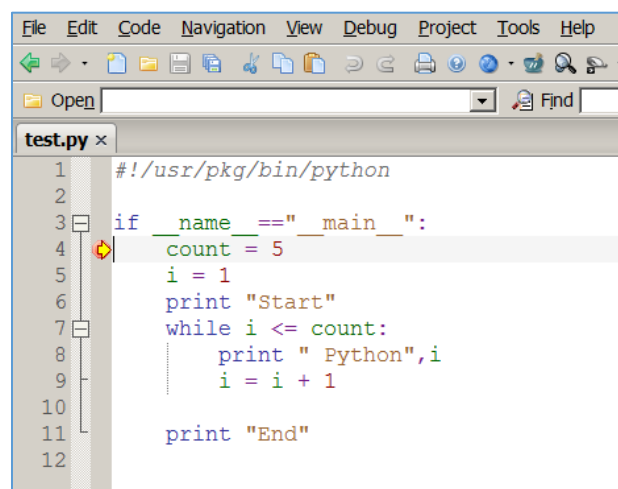 File Edit Code Navigation View Debug Project Tools Help
Open Find
test.py ×
1 #!/usr/pkg/bin/python
2
3 if __name__=="__main__":
4     count = 5
5     i = 1
6     print "Start"
7     while i <= count:
8         print " Python",i
9         i = i + 1
10
11     print "End"
12